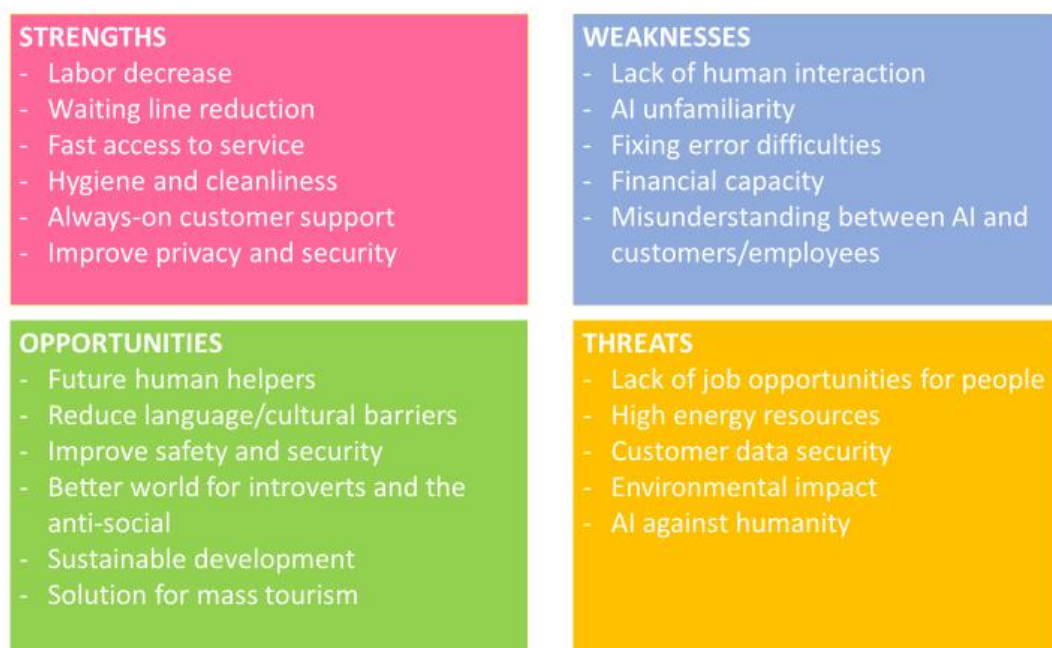 STRENGTHS
- Labor decrease
- Waiting line reduction
- Fast access to service
- Hygiene and cleanliness
- Always-on customer support
- Improve privacy and security
WEAKNESSES
- Lack of human interaction
- AI unfamiliarity
- Fixing error difficulties
- Financial capacity
- Misunderstanding between AI and
customers/employees
OPPORTUNITIES
- Future human helpers
- Reduce language/cultural barriers
- Improve safety and security
- Better world for introverts and the
anti-social
- Sustainable development
- Solution for mass tourism
THREATS
- Lack of job opportunities for people
- High energy resources
- Customer data security
- Environmental impact
- AI against humanity